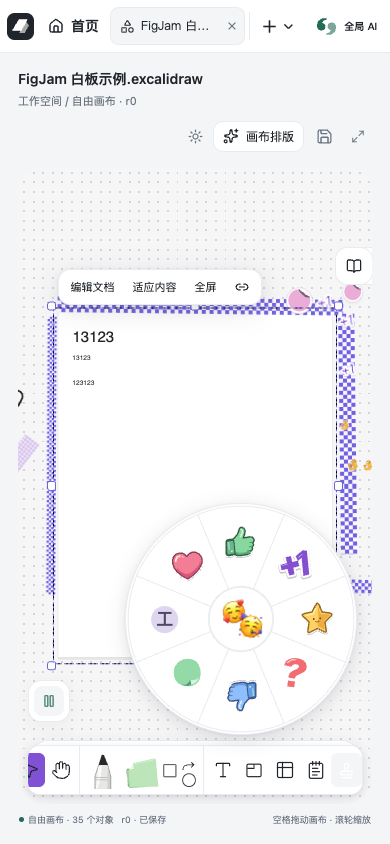 首页
FigJam 白...
全局 AI
FigJam 白板示例.excalidraw
工作空间 / 自由画布 · r0
画布排版
编辑文档 适应内容 全屏
13123
13123
123123
+1
?
T
自由画布 · 35 个对象 r0 · 已保存
空格拖动画布 · 滚轮缩放